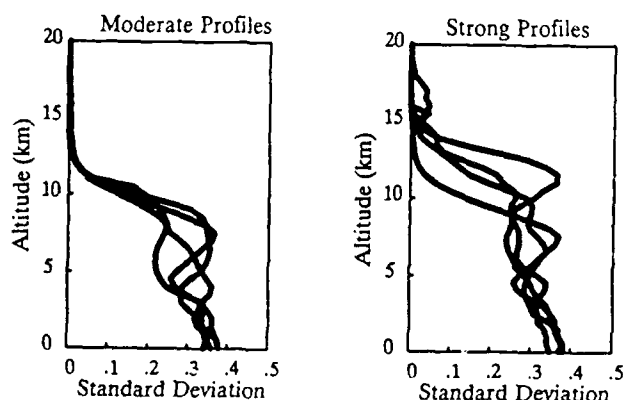 Moderate Profiles
20
15
10
5
0
Altitude (km)
0 .1 .2 .3 .4 .5
Standard Deviation
Strong Profiles
20
15
10
5
0
Altitude (km)
0 .1 .2 .3 .4 .5
Standard Deviation